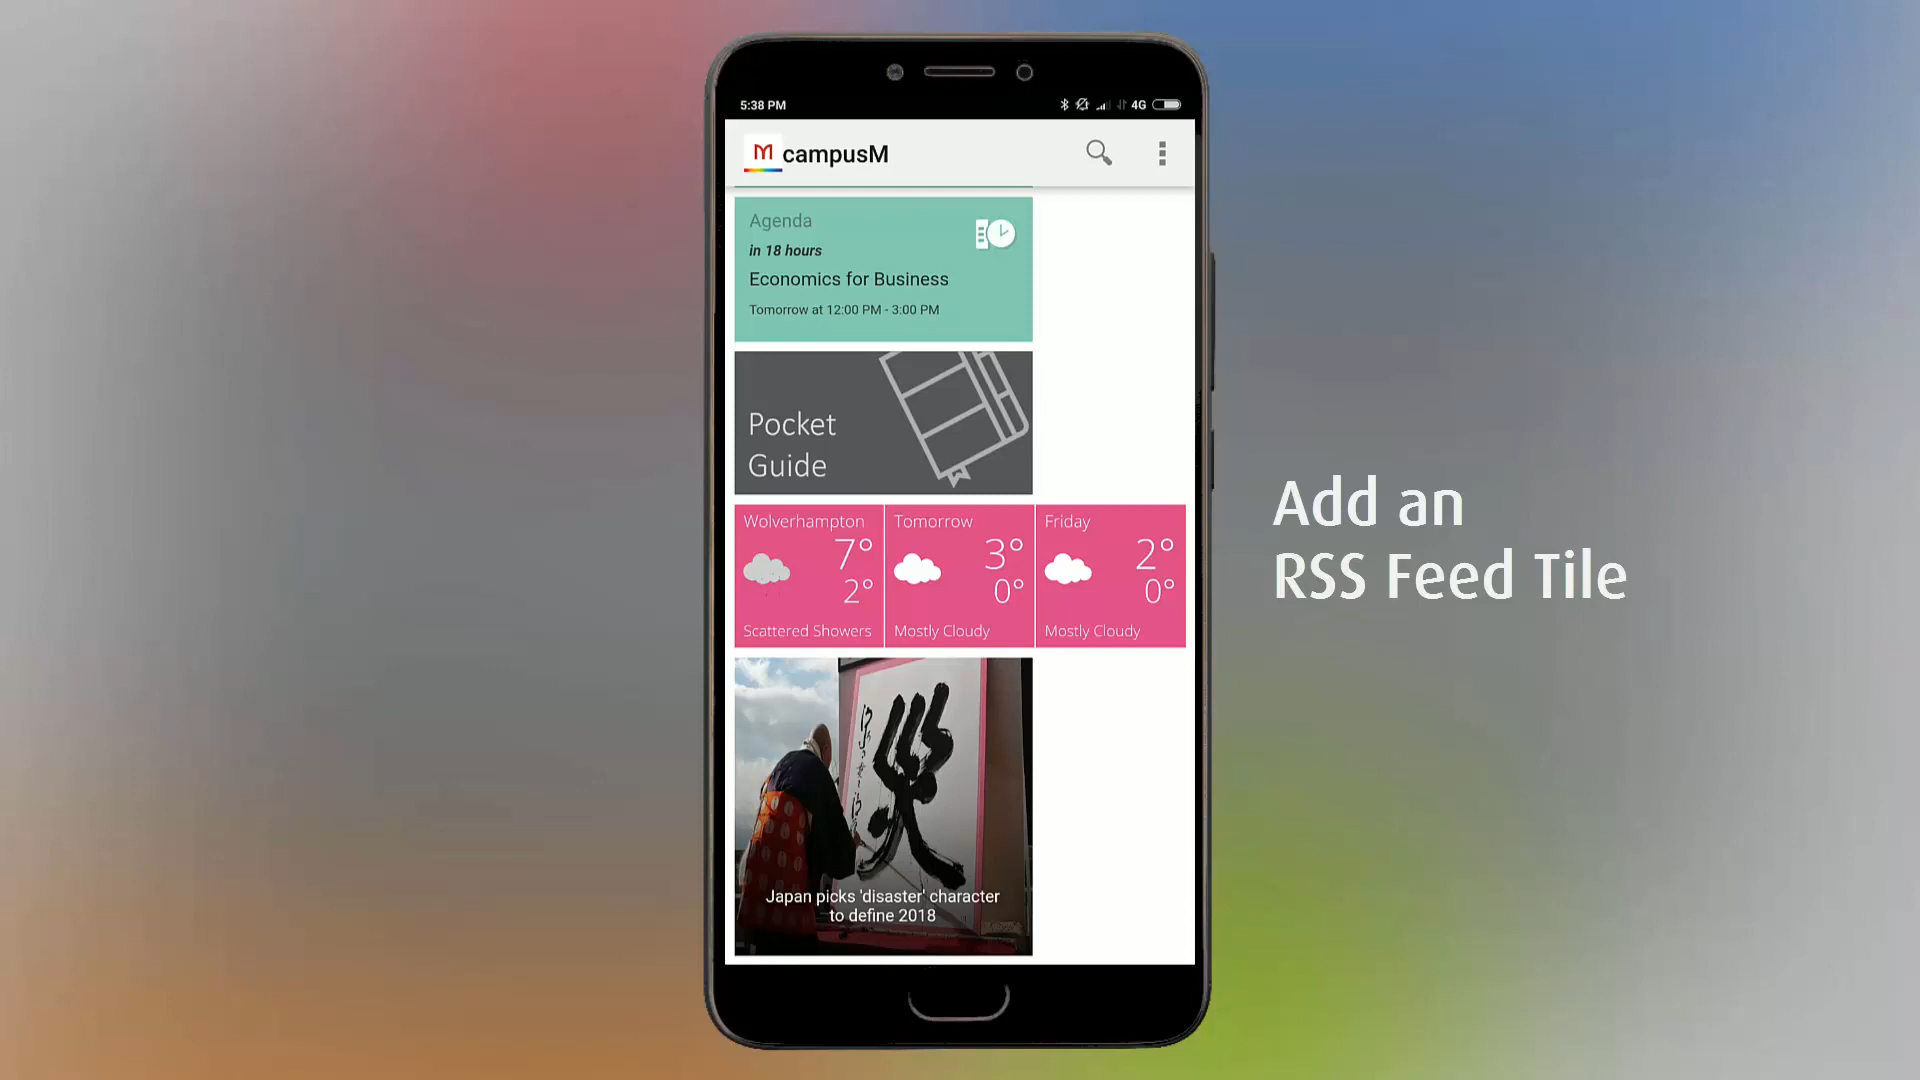 5:38 PM
4G
M campusM
Agenda
in 18 hours
Economics for Business
Tomorrow at 12:00 PM - 3:00 PM
Pocket
Guide
Wolverhampton
7°
2°
Scattered Showers
Tomorrow
3°
0°
Mostly Cloudy
Friday
2°
0°
Mostly Cloudy
災
Japan picks 'disaster' character
to define 2018
Add an
RSS Feed Tile